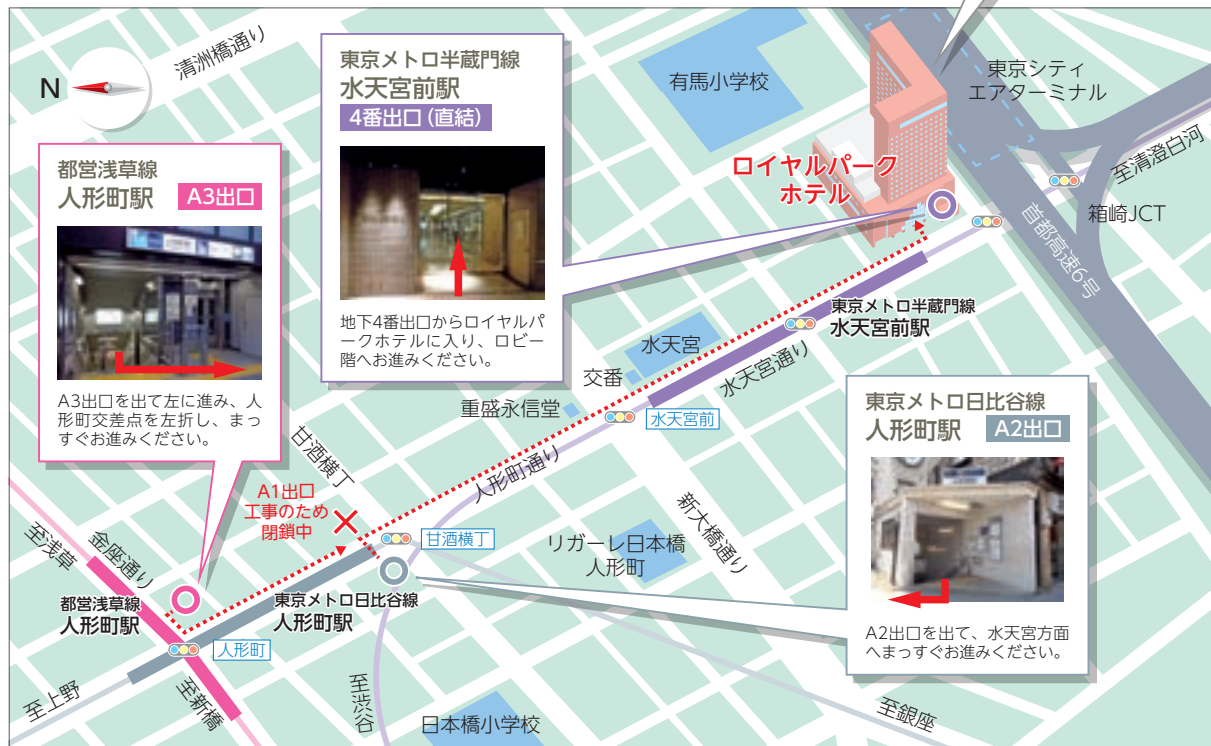 清洲橋通り
N
都営浅草線
人形町駅 A3出口
A3出口を出て左に進み、人
形町交差点を左折し、まっ
すぐお進みください。
東京メトロ半蔵門線
水天宮前駅
4番出口(直結)
地下4番出口からロイヤルパ
ークホテルに入り、ロビー
階へお進みください。
有馬小学校
東京シティ
エアターミナル
ロイヤルパーク
ホテル
至清澄白河
箱崎JCT
首都高速6号
東京メトロ半蔵門線
水天宮前駅
水天宮
水天宮通り
交番
重盛永信堂
水天宮前
人形町通り
甘酒横丁
A1出口
工事のため
閉鎖中
甘酒横丁
新大橋通り
リガーレ日本橋
人形町
東京メトロ日比谷線
人形町駅 A2出口
A2出口を出て、水天宮方面
へまっすぐお進みください。
至浅草
金座通り
都営浅草線
人形町駅
東京メトロ日比谷線
人形町駅
人形町
至上野
至新橋
至渋谷
日本橋小学校
至銀座